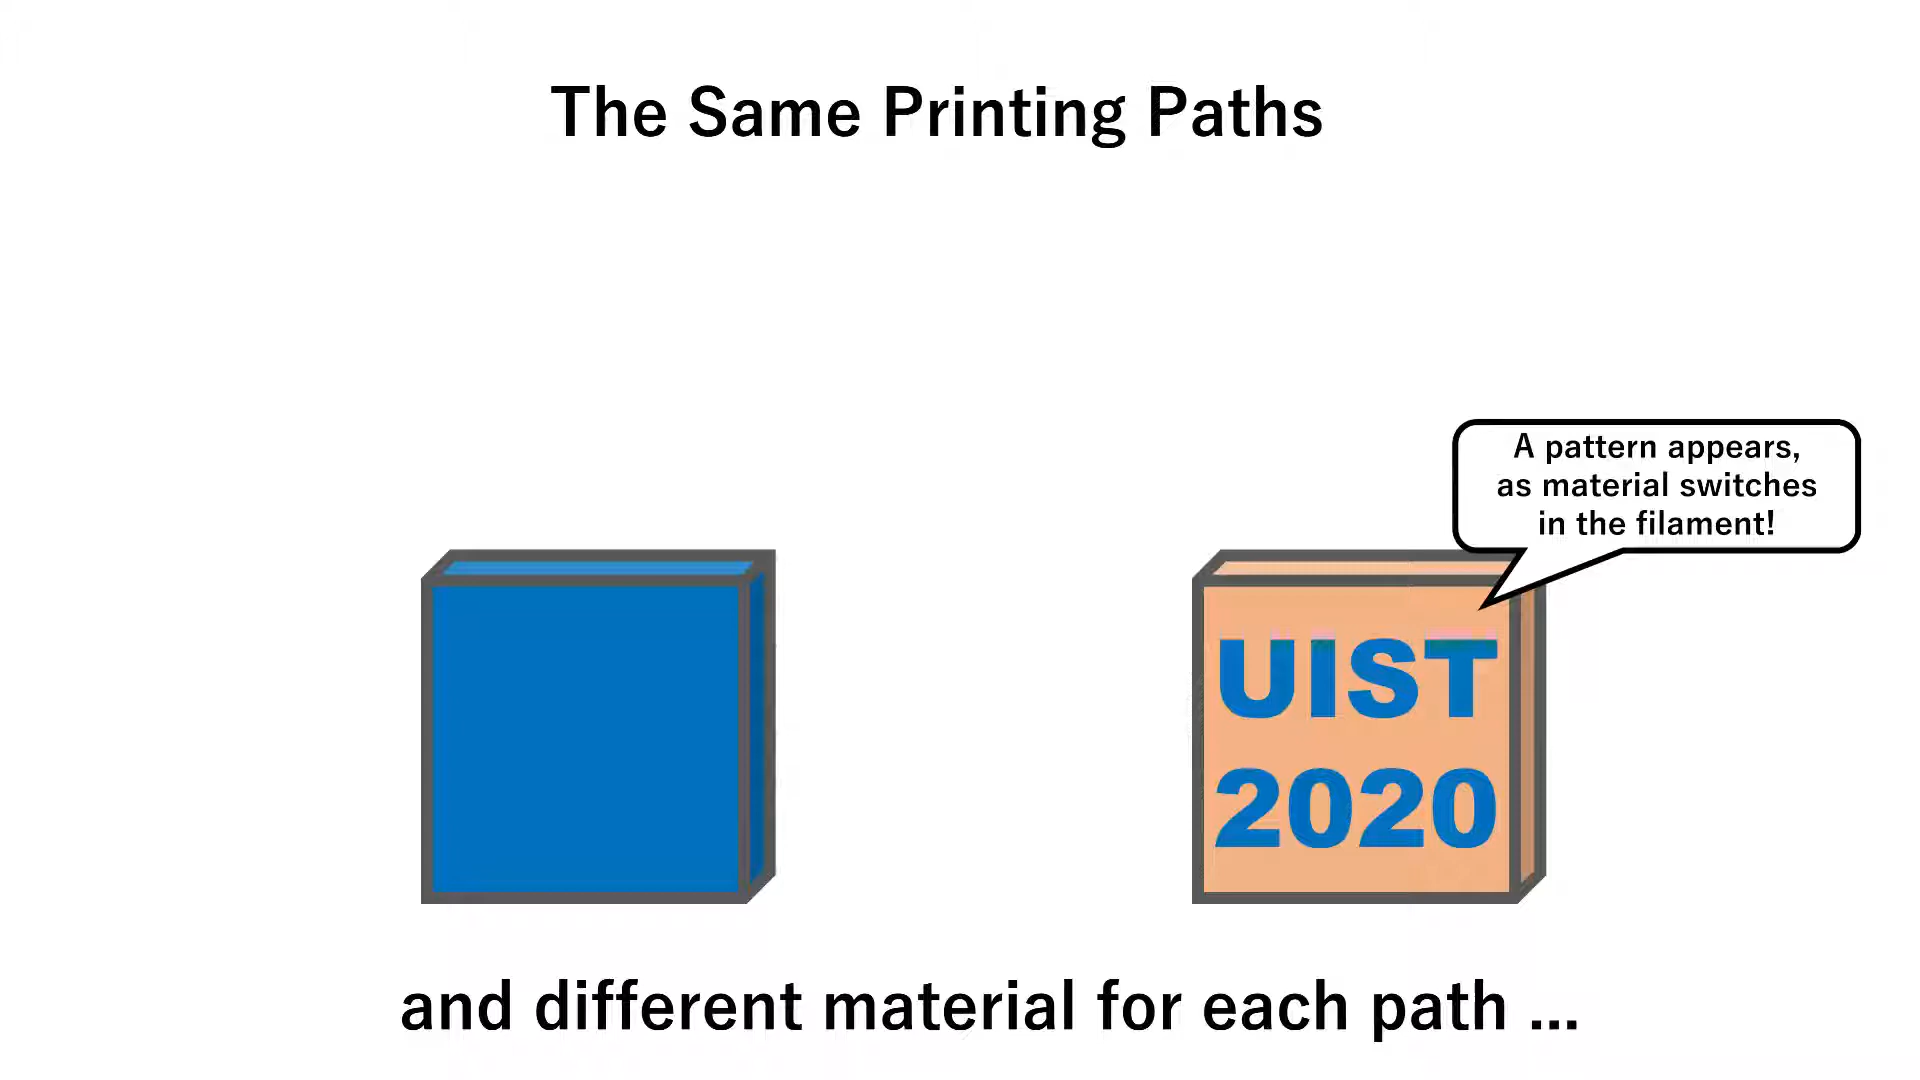 The Same Printing Paths
A pattern appears,
as material switches
in the filament!
UIST
2020
and different material for each path ...